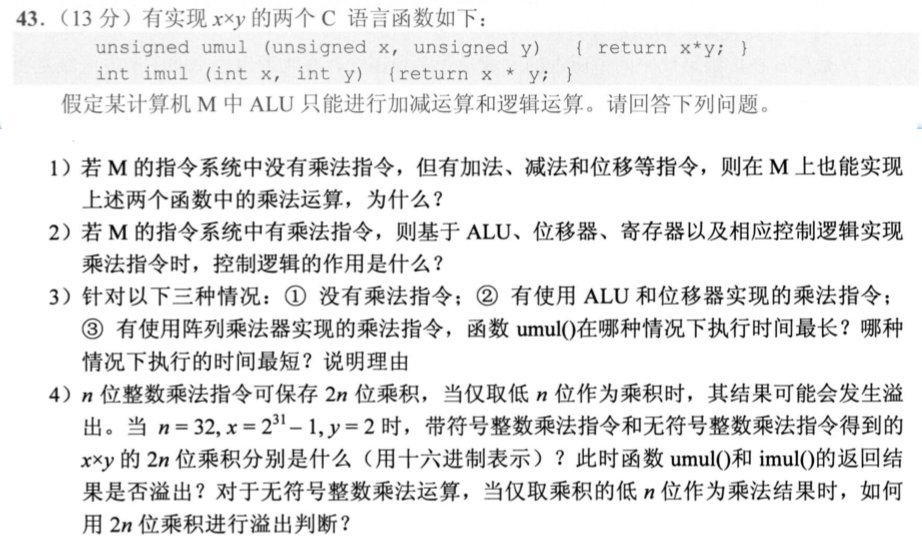 43.（13 分）有实现 x×y 的两个 C 语言函数如下：
unsigned umul (unsigned x, unsigned y) { return x*y; }
int imul (int x, int y) {return x * y; }
假定某计算机 M 中 ALU 只能进行加减运算和逻辑运算。请回答下列问题。
1）若 M 的指令系统中没有乘法指令，但有加法、减法和位移等指令，则在 M 上也能实现
上述两个函数中的乘法运算，为什么？
2）若 M 的指令系统中有乘法指令，则基于 ALU、位移器、寄存器以及相应控制逻辑实现
乘法指令时，控制逻辑的作用是什么？
3）针对以下三种情况：① 没有乘法指令；② 有使用 ALU 和位移器实现的乘法指令；
③ 有使用阵列乘法器实现的乘法指令，函数 umul()在哪种情况下执行时间最长？哪种
情况下执行的时间最短？说明理由
4）n 位整数乘法指令可保存 2n 位乘积，当仅取低 n 位作为乘积时，其结果可能会发生溢
出。当 n = 32, x = 2³¹ – 1, y = 2 时，带符号整数乘法指令和无符号整数乘法指令得到的
x×y 的 2n 位乘积分别是什么（用十六进制表示）？此时函数 umul()和 imul()的返回结
果是否溢出？对于无符号整数乘法运算，当仅取乘积的低 n 位作为乘法结果时，如何
用 2n 位乘积进行溢出判断？